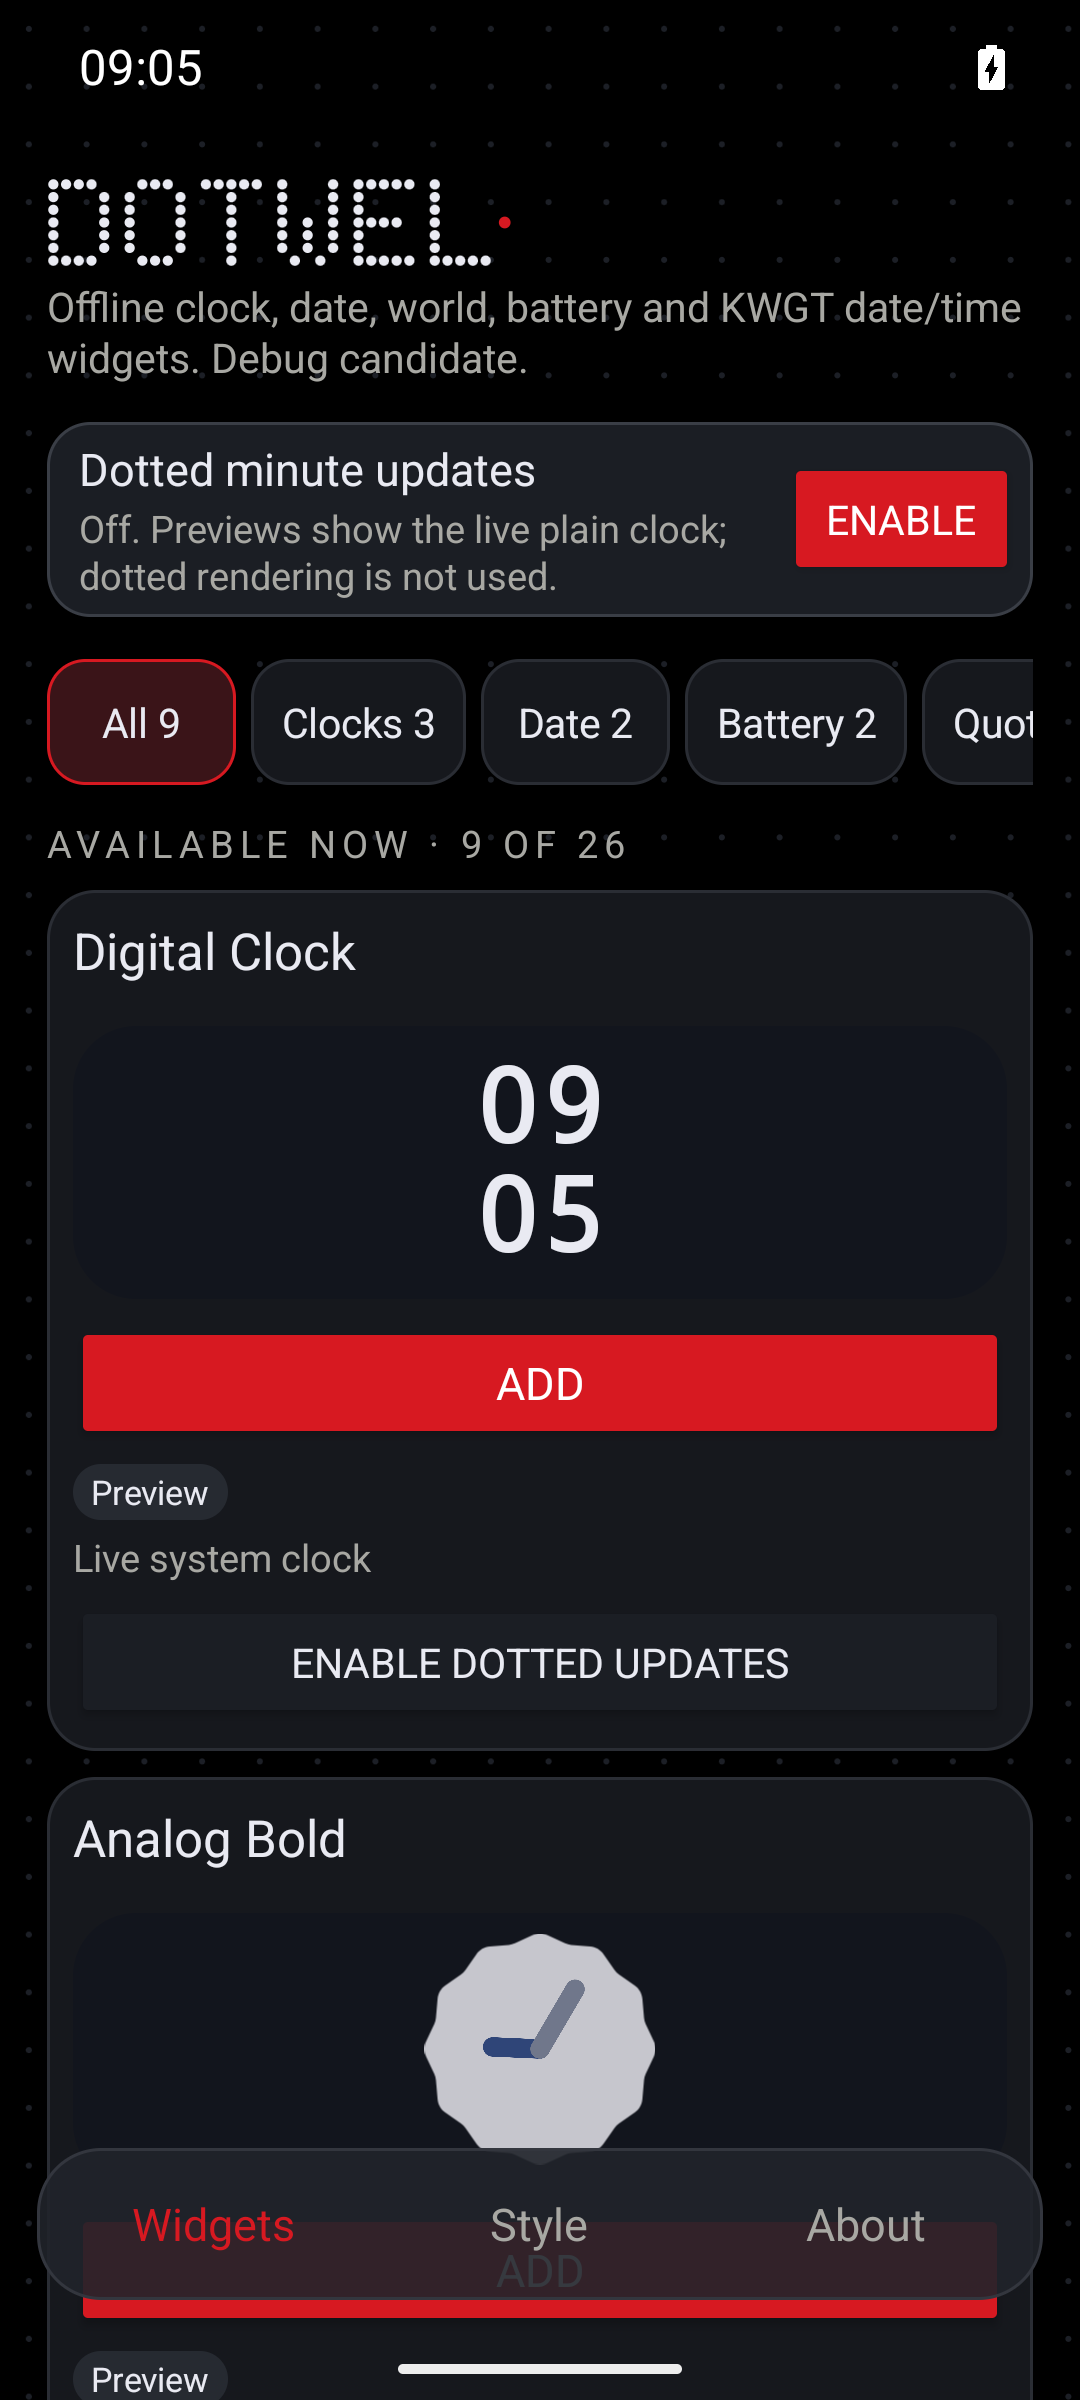 09:05
DOTWEL
Offline clock, date, world, battery and KWGT date/time
widgets. Debug candidate.
Dotted minute updates
Off. Previews show the live plain clock;
dotted rendering is not used.
ENABLE
All 9
Clocks 3
Date 2
Battery 2
Quot
AVAILABLE NOW · 9 OF 26
Digital Clock
09
05
ADD
Preview
Live system clock
ENABLE DOTTED UPDATES
Analog Bold
Widgets
Style
About
ADD
Preview